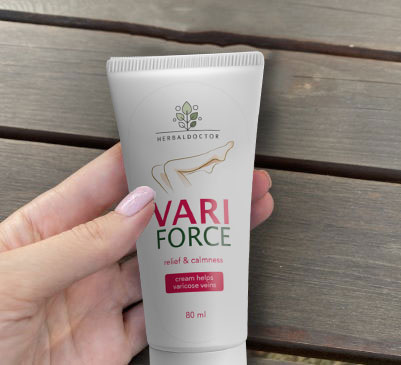 HERBALDOCTOR
VARI
FORCE
relief & calmness
cream helps
varicose veins
80 ml